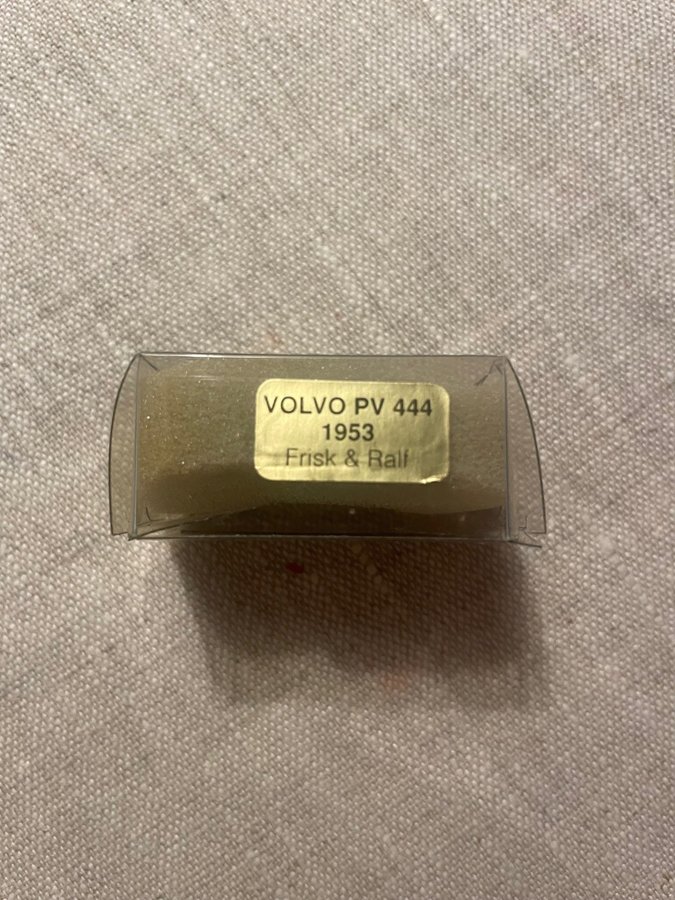 VOLVO PV 444
1953
Frisk & Ralf